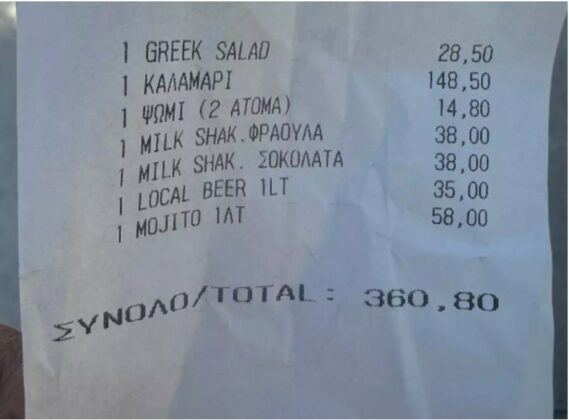 1 GREEK SALAD 28,50
1 ΚΑΛΑΜΑΡΙ 148,50
1 ΨΩΜΙ (2 ΑΤΟΜΑ) 14,80
1 MILK SHAK.ΦΡΑΟΥΛΑ 38,00
1 MILK SHAK. ΣΟΚΟΛΑΤΑ 38,00
1 LOCAL BEER 1LT 35,00
1 MOJITO 1ΛΤ 58,00
ΣΥΝΟΛΟ/TOTAL: 360,80